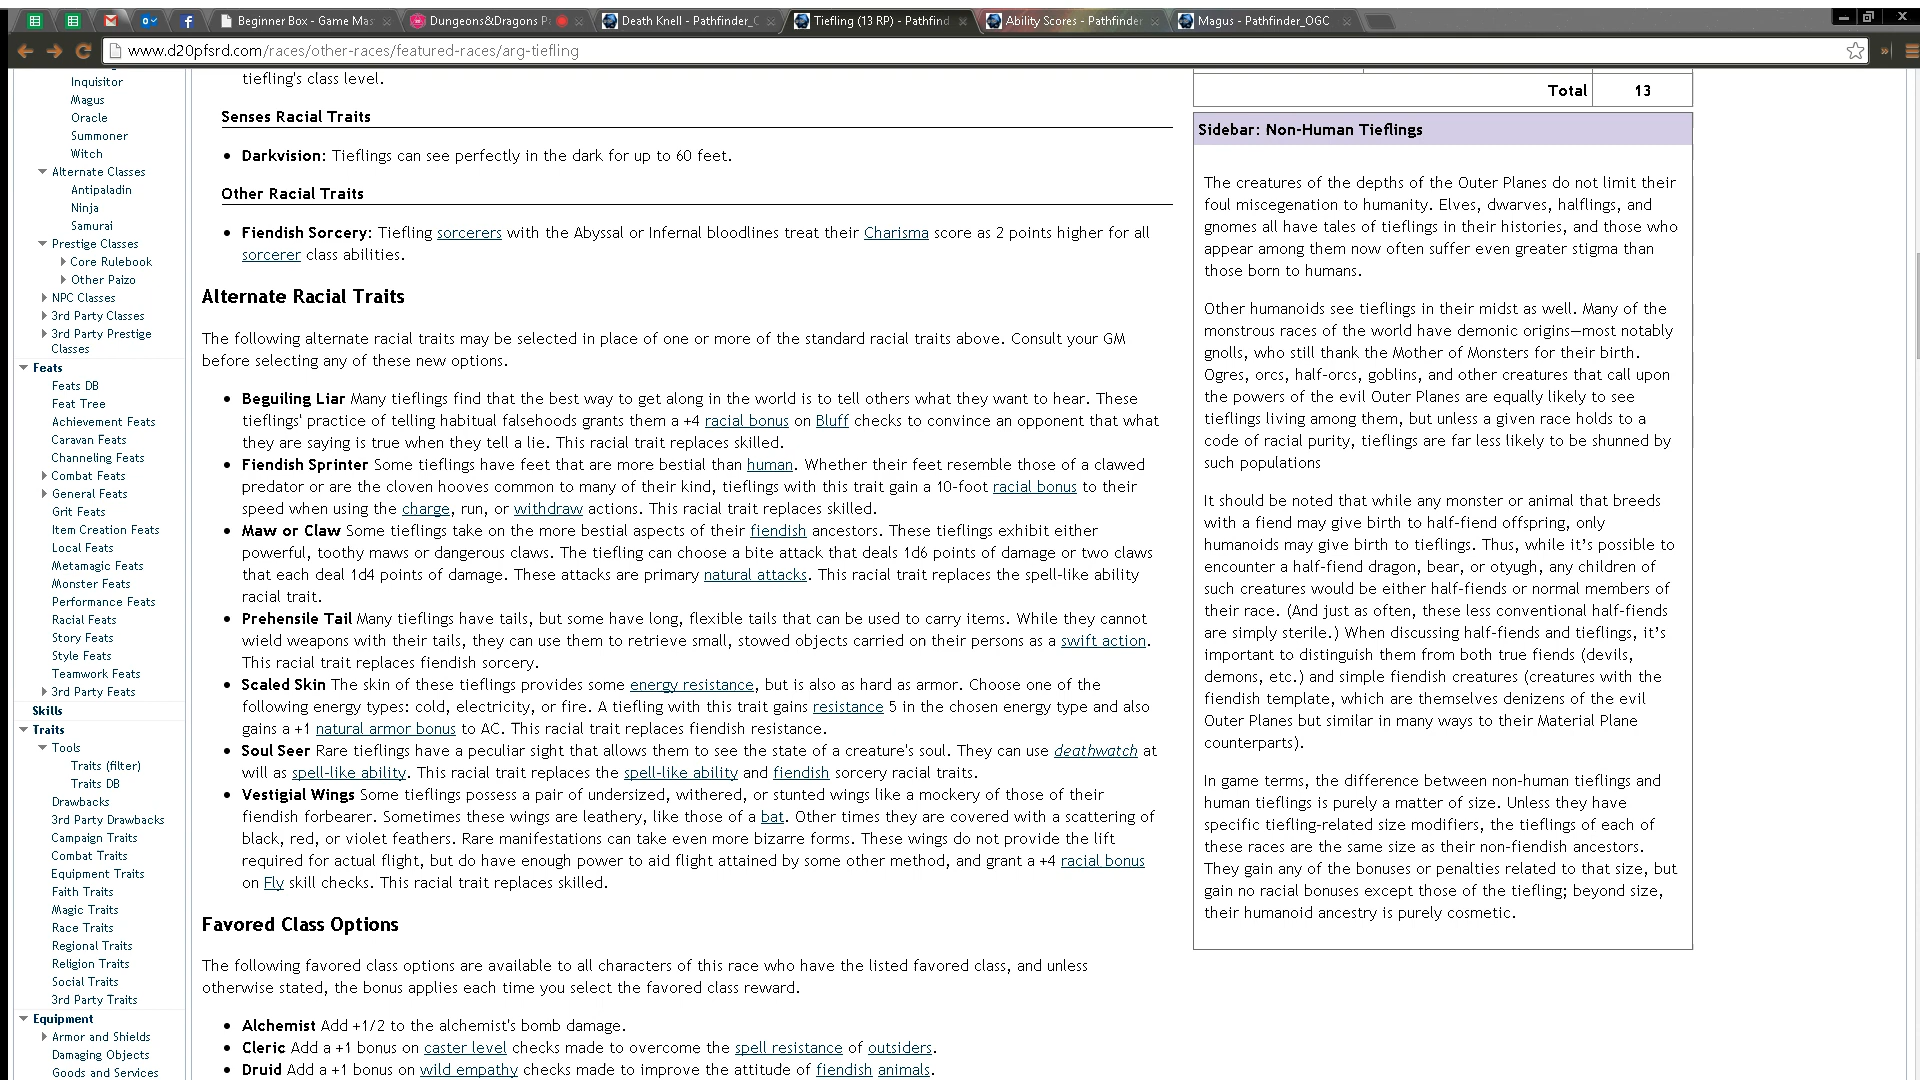 Beginner Box - Game Mas
Dungeons&Dragons P
Death Knell - Pathfinder_O
Tiefling (13 RP) - Pathfind
Ability Scores - Pathfinder
Magus - Pathfinder_OGC
www.d20pfsrd.com/races/other-races/featured-races/arg-tiefling
Inquisitor
Magus
Oracle
Summoner
Witch
Alternate Classes
Antipaladin
Ninja
Samurai
Prestige Classes
Core Rulebook
Other Paizo
NPC Classes
3rd Party Classes
3rd Party Prestige
Classes
Feats
Feats DB
Feat Tree
Achievement Feats
Caravan Feats
Channeling Feats
Combat Feats
General Feats
Grit Feats
Item Creation Feats
Local Feats
Metamagic Feats
Monster Feats
Performance Feats
Racial Feats
Story Feats
Style Feats
Teamwork Feats
3rd Party Feats
Skills
Traits
Tools
Traits (filter)
Traits DB
Drawbacks
3rd Party Drawbacks
Campaign Traits
Combat Traits
Equipment Traits
Faith Traits
Magic Traits
Race Traits
Regional Traits
Religion Traits
Social Traits
3rd Party Traits
Equipment
Armor and Shields
Damaging Objects
Goods and Services
tiefling's class level.
Senses Racial Traits
• Darkvision: Tieflings can see perfectly in the dark for up to 60 feet.
Other Racial Traits
• Fiendish Sorcery: Tiefling sorcerers with the Abyssal or Infernal bloodlines treat their Charisma score as 2 points higher for all
sorcerer class abilities.
Alternate Racial Traits
The following alternate racial traits may be selected in place of one or more of the standard racial traits above. Consult your GM
before selecting any of these new options.
• Beguiling Liar Many tieflings find that the best way to get along in the world is to tell others what they want to hear. These
tieflings' practice of telling habitual falsehoods grants them a +4 racial bonus on Bluff checks to convince an opponent that what
they are saying is true when they tell a lie. This racial trait replaces skilled.
• Fiendish Sprinter Some tieflings have feet that are more bestial than human. Whether their feet resemble those of a clawed
predator or are the cloven hooves common to many of their kind, tieflings with this trait gain a 10-foot racial bonus to their
speed when using the charge, run, or withdraw actions. This racial trait replaces skilled.
• Maw or Claw Some tieflings take on the more bestial aspects of their fiendish ancestors. These tieflings exhibit either
powerful, toothy maws or dangerous claws. The tiefling can choose a bite attack that deals 1d6 points of damage or two claws
that each deal 1d4 points of damage. These attacks are primary natural attacks. This racial trait replaces the spell-like ability
racial trait.
• Prehensile Tail Many tieflings have tails, but some have long, flexible tails that can be used to carry items. While they cannot
wield weapons with their tails, they can use them to retrieve small, stowed objects carried on their persons as a swift action.
This racial trait replaces fiendish sorcery.
• Scaled Skin The skin of these tieflings provides some energy resistance, but is also as hard as armor. Choose one of the
following energy types: cold, electricity, or fire. A tiefling with this trait gains resistance 5 in the chosen energy type and also
gains a +1 natural armor bonus to AC. This racial trait replaces fiendish resistance.
• Soul Seer Rare tieflings have a peculiar sight that allows them to see the state of a creature's soul. They can use deathwatch at
will as spell-like ability. This racial trait replaces the spell-like ability and fiendish sorcery racial traits.
• Vestigial Wings Some tieflings possess a pair of undersized, withered, or stunted wings like a mockery of those of their
fiendish forbearer. Sometimes these wings are leathery, like those of a bat. Other times they are covered with a scattering of
black, red, or violet feathers. Rare manifestations can take even more bizarre forms. These wings do not provide the lift
required for actual flight, but do have enough power to aid flight attained by some other method, and grant a +4 racial bonus
on Fly skill checks. This racial trait replaces skilled.
Favored Class Options
The following favored class options are available to all characters of this race who have the listed favored class, and unless
otherwise stated, the bonus applies each time you select the favored class reward.
• Alchemist Add +1/2 to the alchemist's bomb damage.
• Cleric Add a +1 bonus on caster level checks made to overcome the spell resistance of outsiders.
• Druid Add a +1 bonus on wild empathy checks made to improve the attitude of fiendish animals.
Total 13
Sidebar: Non-Human Tieflings
The creatures of the depths of the Outer Planes do not limit their
foul miscegenation to humanity. Elves, dwarves, halflings, and
gnomes all have tales of tieflings in their histories, and those who
appear among them now often suffer even greater stigma than
those born to humans.
Other humanoids see tieflings in their midst as well. Many of the
monstrous races of the world have demonic origins—most notably
gnolls, who still thank the Mother of Monsters for their birth.
Ogres, orcs, half-orcs, goblins, and other creatures that call upon
the powers of the evil Outer Planes are equally likely to see
tieflings living among them, but unless a given race holds to a
code of racial purity, tieflings are far less likely to be shunned by
such populations
It should be noted that while any monster or animal that breeds
with a fiend may give birth to half-fiend offspring, only
humanoids may give birth to tieflings. Thus, while it’s possible to
encounter a half-fiend dragon, bear, or otyugh, any children of
such creatures would be either half-fiends or normal members of
their race. (And just as often, these less conventional half-fiends
are simply sterile.) When discussing half-fiends and tieflings, it’s
important to distinguish them from both true fiends (devils,
demons, etc.) and simple fiendish creatures (creatures with the
fiendish template, which are themselves denizens of the evil
Outer Planes but similar in many ways to their Material Plane
counterparts).
In game terms, the difference between non-human tieflings and
human tieflings is purely a matter of size. Unless they have
specific tiefling-related size modifiers, the tieflings of each of
these races are the same size as their non-fiendish ancestors.
They gain any of the bonuses or penalties related to that size, but
gain no racial bonuses except those of the tiefling; beyond size,
their humanoid ancestry is purely cosmetic.